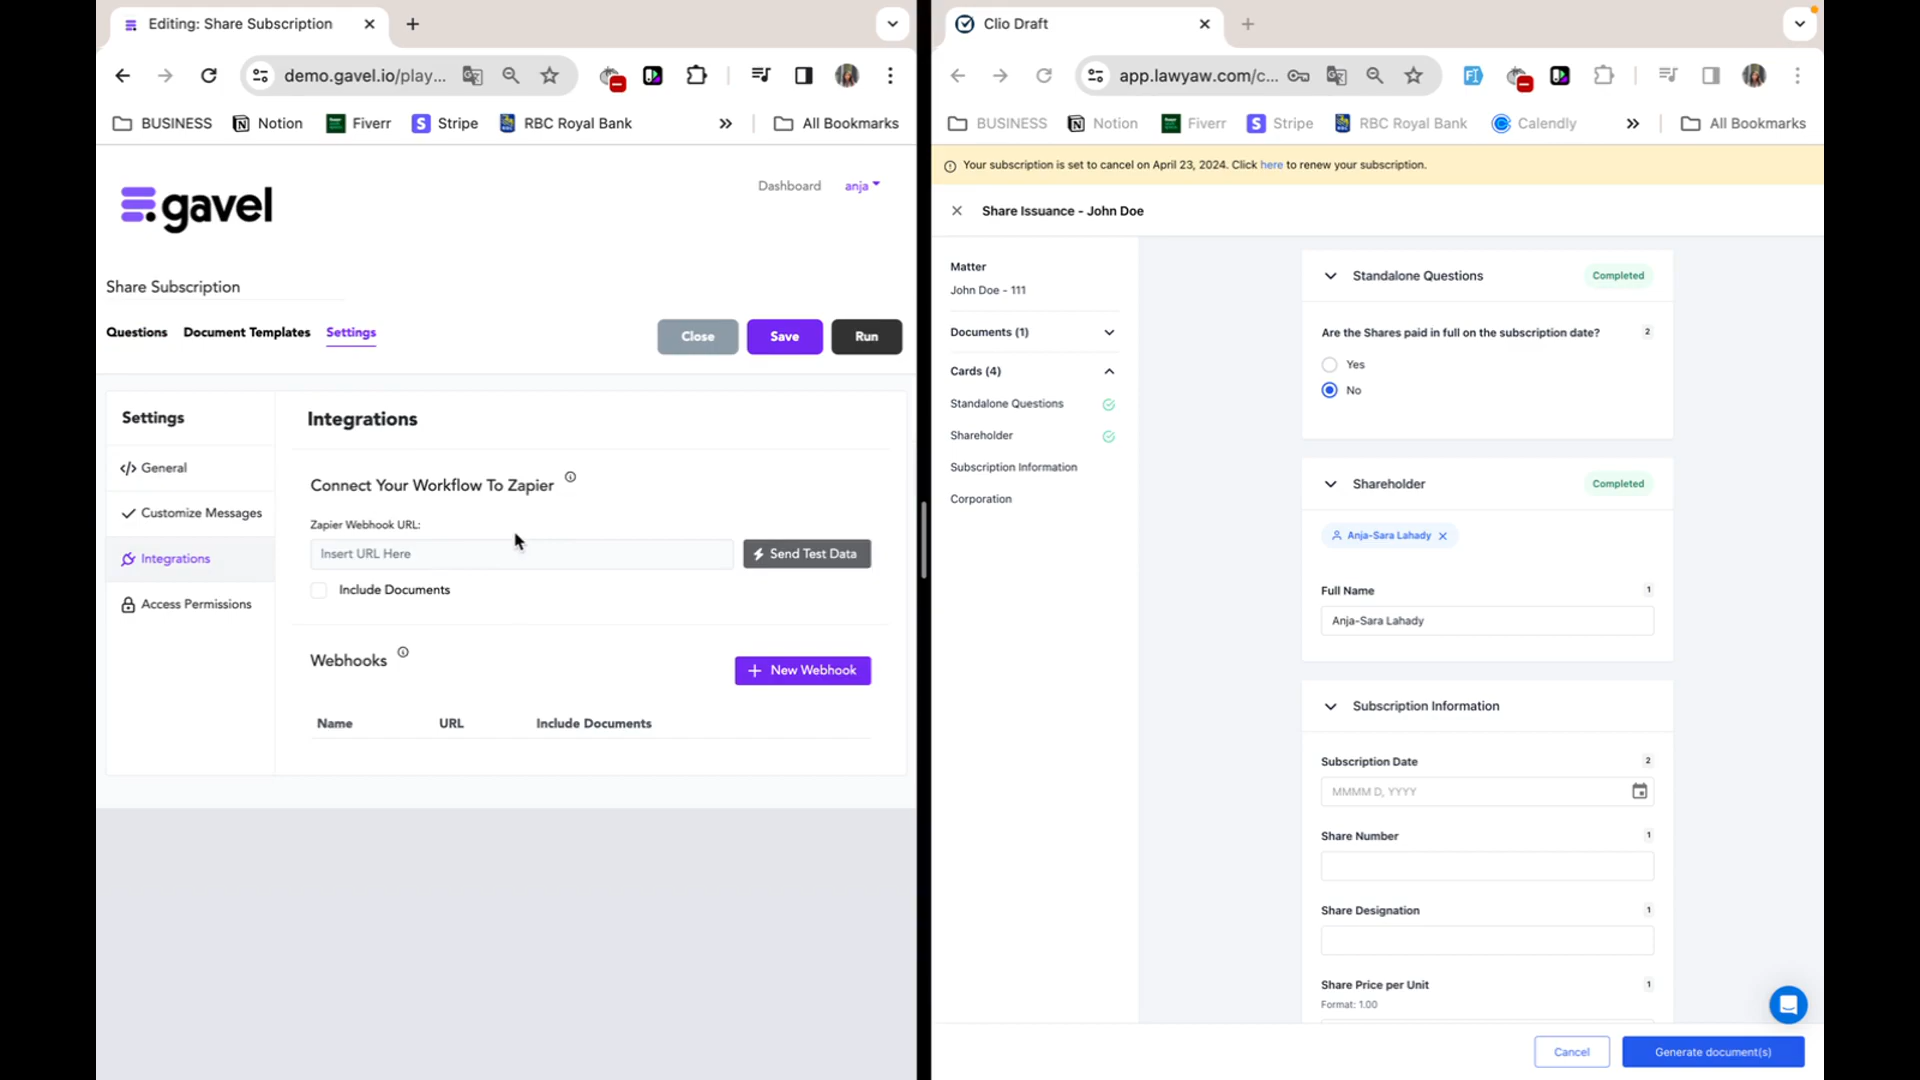 Editing: Share Subscription
demo.gavel.io/play...
BUSINESS
Notion
Fiverr
Stripe
RBC Royal Bank
All Bookmarks
gavel
Dashboard
anja
Share Subscription
Questions
Document Templates
Settings
Close
Save
Run
Settings
General
Customize Messages
Integrations
Access Permissions
Integrations
Connect Your Workflow To Zapier
Zapier Webhook URL:
Insert URL Here
Send Test Data
Include Documents
Webhooks
New Webhook
Name
URL
Include Documents
Clio Draft
app.lawyaw.com/c...
BUSINESS
Notion
Fiverr
Stripe
RBC Royal Bank
Calendly
All Bookmarks
Your subscription is set to cancel on April 23, 2024. Click here to renew your subscription.
Share Issuance - John Doe
Matter
John Doe - 111
Documents (1)
Cards (4)
Standalone Questions
Shareholder
Subscription Information
Corporation
Standalone Questions
Completed
Are the Shares paid in full on the subscription date?
2
Yes
No
Shareholder
Completed
Anja-Sara Lahady
Full Name
1
Anja-Sara Lahady
Subscription Information
Subscription Date
2
MMMM D, YYYY
Share Number
1
Share Designation
1
Share Price per Unit
1
Format: 1.00
Cancel
Generate document(s)